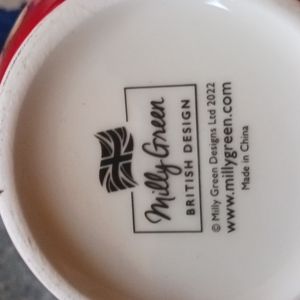 Milly Green
BRITISH DESIGN
© Milly Green Designs Ltd 2022
www.millygreen.com
Made in China